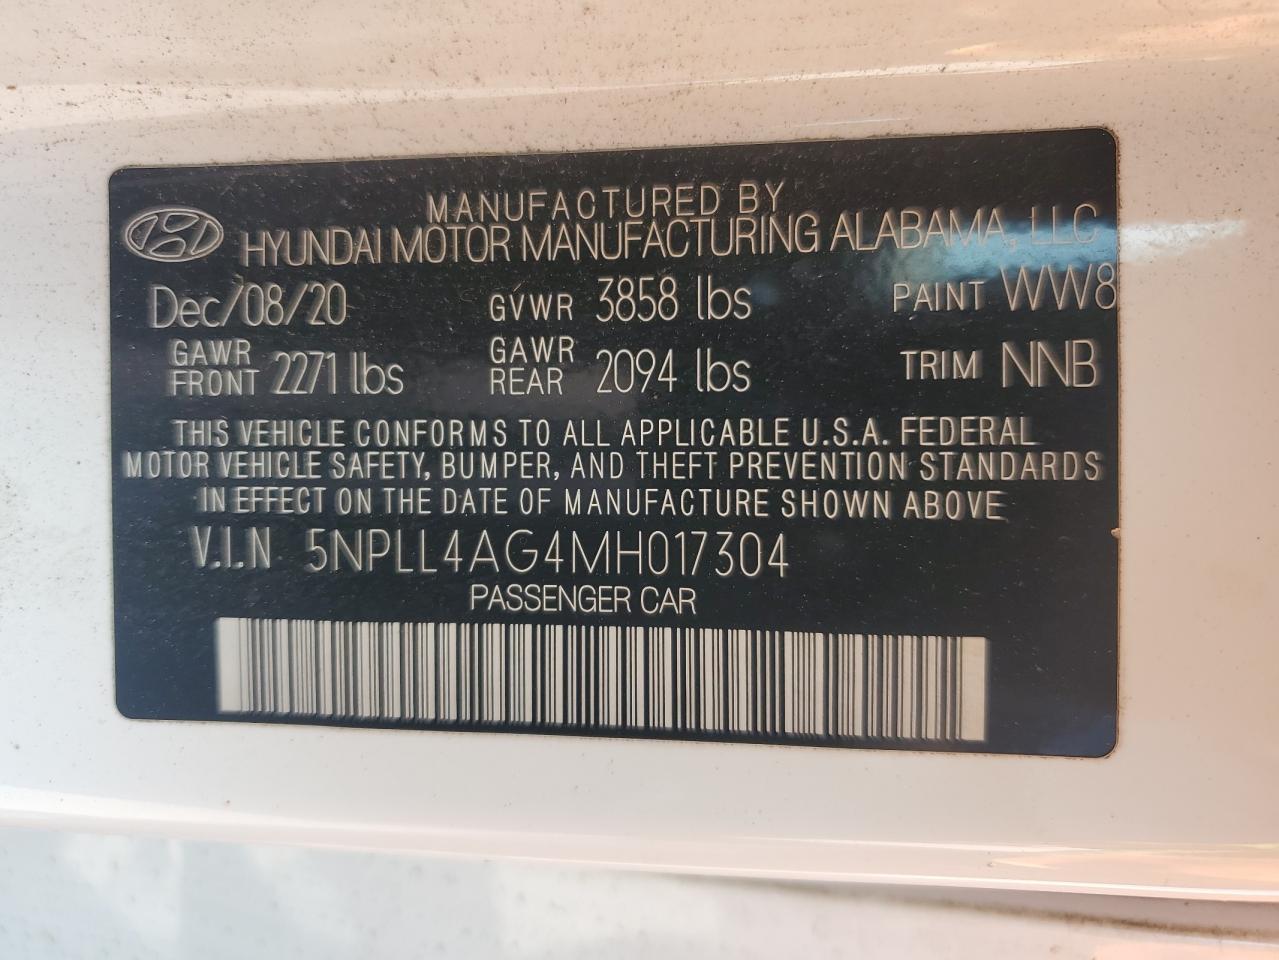 MANUFACTURED BY
HYUNDAI MOTOR MANUFACTURING ALABAMA, LLC
Dec/08/20 GVWR 3858 lbs PAINT WW8
GAWR FRONT 2271 lbs GAWR REAR 2094 lbs TRIM NNB
THIS VEHICLE CONFORMS TO ALL APPLICABLE U.S.A. FEDERAL
MOTOR VEHICLE SAFETY, BUMPER, AND THEFT PREVENTION STANDARDS
IN EFFECT ON THE DATE OF MANUFACTURE SHOWN ABOVE
V.I.N 5NPLL4AG4MH017304
PASSENGER CAR